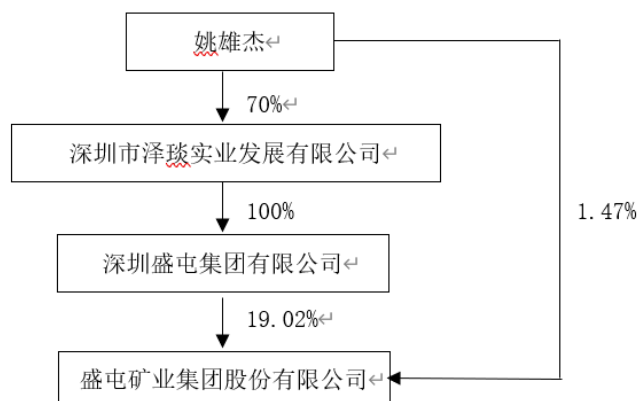 姚雄杰↵
70%↵
深圳市泽琰实业发展有限公司↵
100%
1.47%
深圳盛屯集团有限公司↵
19.02%↵
盛屯矿业集团股份有限公司↵